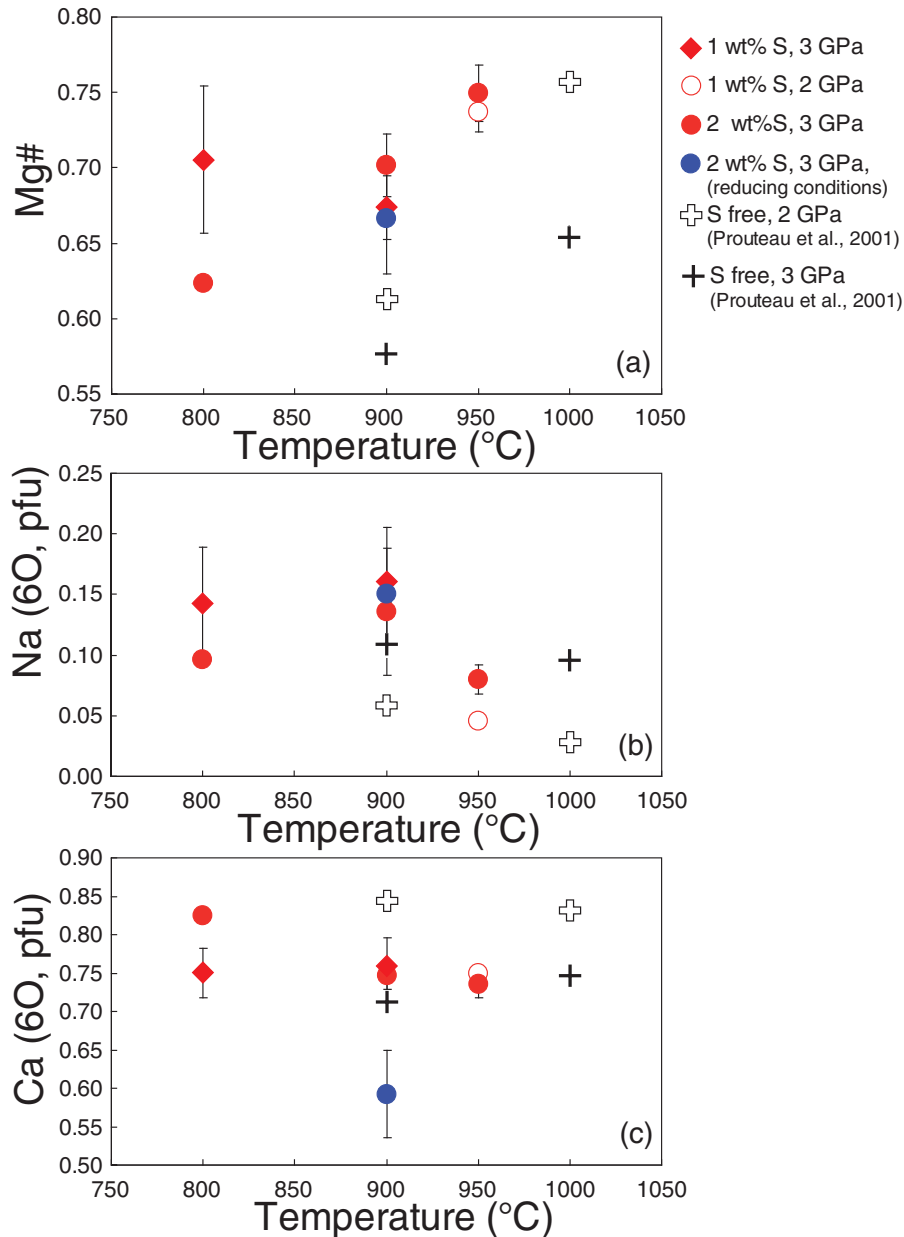 0.80
0.75
0.70
0.65
0.60
0.55
Mg#
750 800 850 900 950 1000 1050
Temperature (°C)
(a)
1 wt% S, 3 GPa
1 wt% S, 2 GPa
2 wt%S, 3 GPa
2 wt% S, 3 GPa,
(reducing conditions)
S free, 2 GPa
(Prouteau et al., 2001)
S free, 3 GPa
(Prouteau et al., 2001)
0.25
0.20
0.15
0.10
0.05
0.00
Na (6O, pfu)
750 800 850 900 950 1000 1050
Temperature (°C)
(b)
0.90
0.85
0.80
0.75
0.70
0.65
0.60
0.55
0.50
Ca (6O, pfu)
750 800 850 900 950 1000 1050
Temperature (°C)
(c)